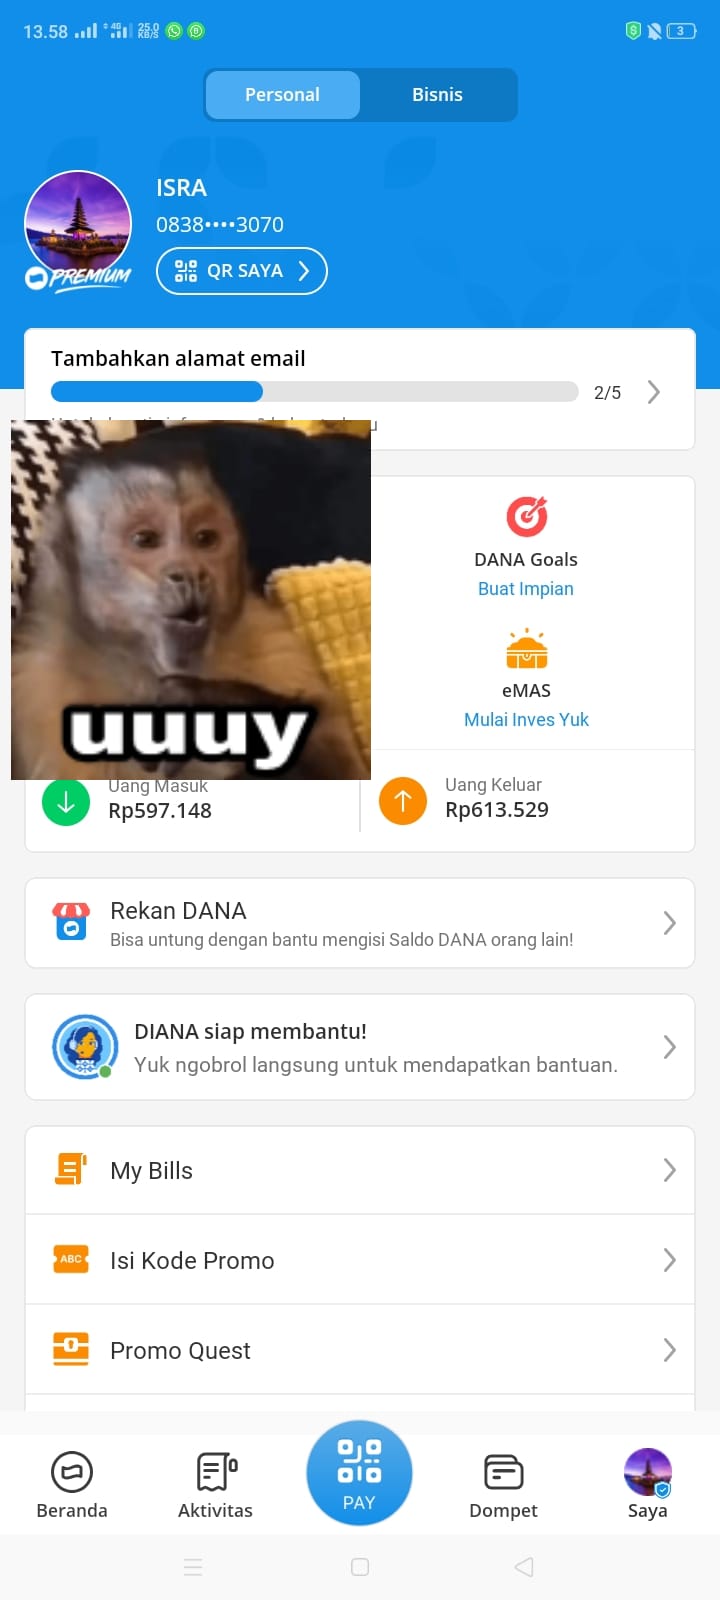 13.58
4G
25.0
KB/S
3
Personal
Bisnis
ISRA
0838••••3070
PREMIUM
QR SAYA
Tambahkan alamat email
2/5
DANA Goals
Buat Impian
eMAS
Mulai Inves Yuk
uuuy
Uang Masuk
Rp597.148
Uang Keluar
Rp613.529
Rekan DANA
Bisa untung dengan bantu mengisi Saldo DANA orang lain!
DIANA siap membantu!
Yuk ngobrol langsung untuk mendapatkan bantuan.
My Bills
ABC
Isi Kode Promo
Promo Quest
Beranda
Aktivitas
PAY
Dompet
Saya